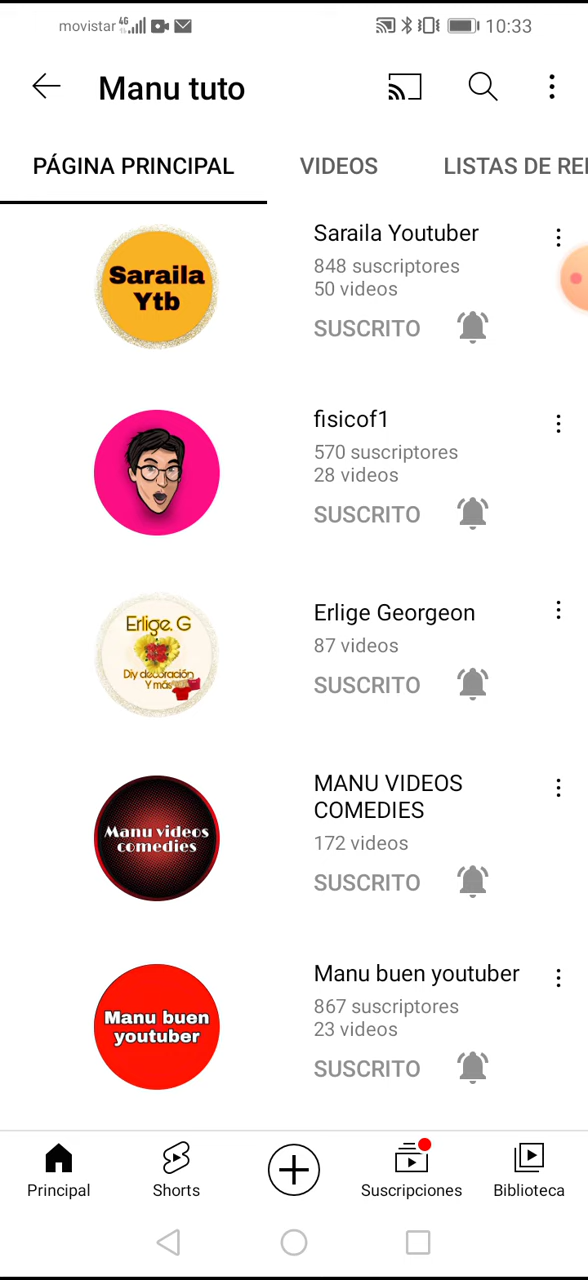 movistar 4G 10:33
Manu tuto
PÁGINA PRINCIPAL VIDEOS LISTAS DE RE
Saraila
Ytb
Saraila Youtuber
848 suscriptores
50 videos
SUSCRITO
fisicof1
570 suscriptores
28 videos
SUSCRITO
Erlige. G
Diy decoración
Y más
Erlige Georgeon
87 videos
SUSCRITO
Manu videos
comedies
MANU VIDEOS
COMEDIES
172 videos
SUSCRITO
Manu buen
youtuber
Manu buen youtuber
867 suscriptores
23 videos
SUSCRITO
Principal Shorts Suscripciones Biblioteca